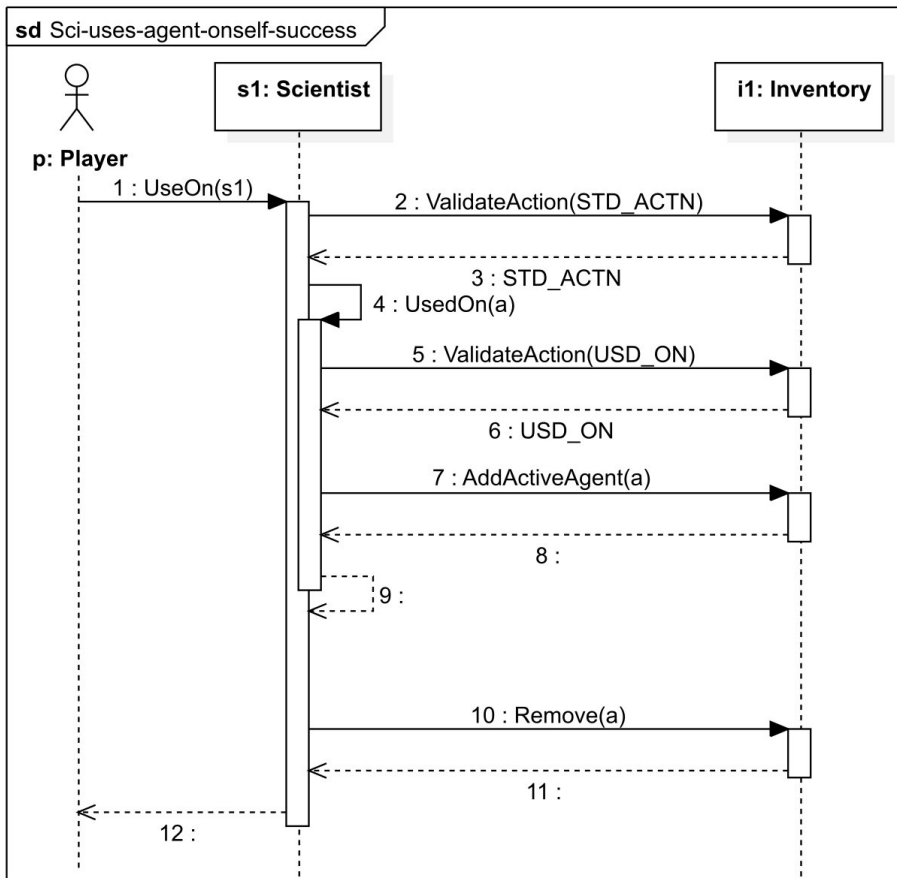 sd Sci-uses-agent-onself-success
s1: Scientist
i1: Inventory
p: Player
1 : UseOn(s1)
2 : ValidateAction(STD_ACTN)
3 : STD_ACTN
4 : UsedOn(a)
5 : ValidateAction(USD_ON)
6 : USD_ON
7 : AddActiveAgent(a)
8 :
9 :
10 : Remove(a)
11 :
12 :